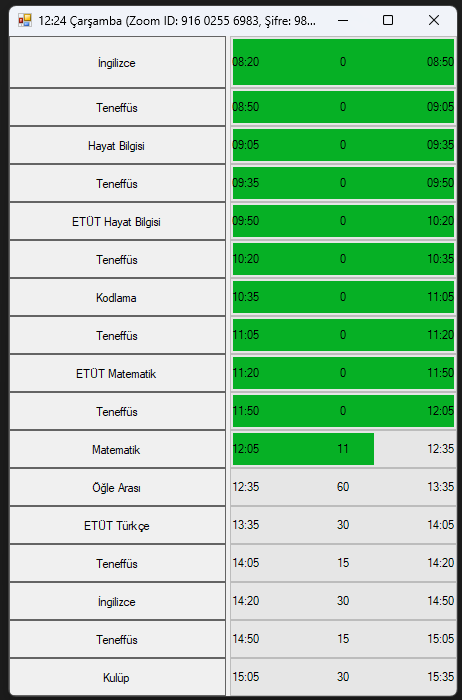 12:24 Çarşamba (Zoom ID: 916 0255 6983, Şifre: 98...
İngilizce 08:20 0 08:50
Teneffüs 08:50 0 09:05
Hayat Bilgisi 09:05 0 09:35
Teneffüs 09:35 0 09:50
ETÜT Hayat Bilgisi 09:50 0 10:20
Teneffüs 10:20 0 10:35
Kodlama 10:35 0 11:05
Teneffüs 11:05 0 11:20
ETÜT Matematik 11:20 0 11:50
Teneffüs 11:50 0 12:05
Matematik 12:05 11 12:35
Öğle Arası 12:35 60 13:35
ETÜT Türkçe 13:35 30 14:05
Teneffüs 14:05 15 14:20
İngilizce 14:20 30 14:50
Teneffüs 14:50 15 15:05
Kulüp 15:05 30 15:35